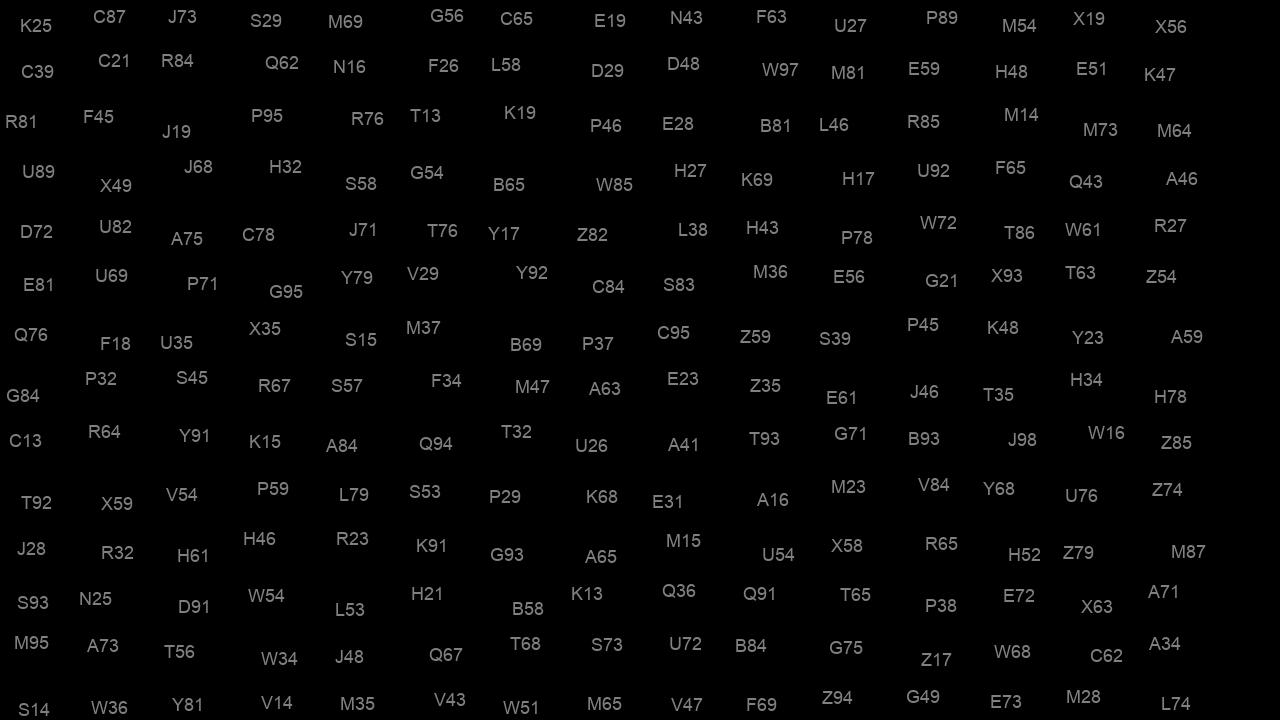 K25 C87 J73 S29 M69 G56 C65 E19 N43 F63 U27 P89 M54 X19 X56
C39 C21 R84 Q62 N16 F26 L58 D29 D48 W97 M81 E59 H48 E51 K47
R81 F45 J19 P95 R76 T13 K19 P46 E28 B81 L46 R85 M14 M73 M64
U89 X49 J68 H32 S58 G54 B65 W85 H27 K69 H17 U92 F65 Q43 A46
D72 U82 A75 C78 J71 T76 Y17 Z82 L38 H43 P78 W72 T86 W61 R27
E81 U69 P71 G95 Y79 V29 Y92 C84 S83 M36 E56 G21 X93 T63 Z54
Q76 F18 U35 X35 S15 M37 B69 P37 C95 Z59 S39 P45 K48 Y23 A59
G84 P32 S45 R67 S57 F34 M47 A63 E23 Z35 E61 J46 T35 H34 H78
C13 R64 Y91 K15 A84 Q94 T32 U26 A41 T93 G71 B93 J98 W16 Z85
T92 X59 V54 P59 L79 S53 P29 K68 E31 A16 M23 V84 Y68 U76 Z74
J28 R32 H61 H46 R23 K91 G93 A65 M15 U54 X58 R65 H52 Z79 M87
S93 N25 D91 W54 L53 H21 B58 K13 Q36 Q91 T65 P38 E72 X63 A71
M95 A73 T56 W34 J48 Q67 T68 S73 U72 B84 G75 Z17 W68 C62 A34
S14 W36 Y81 V14 M35 V43 W51 M65 V47 F69 Z94 G49 E73 M28 L74